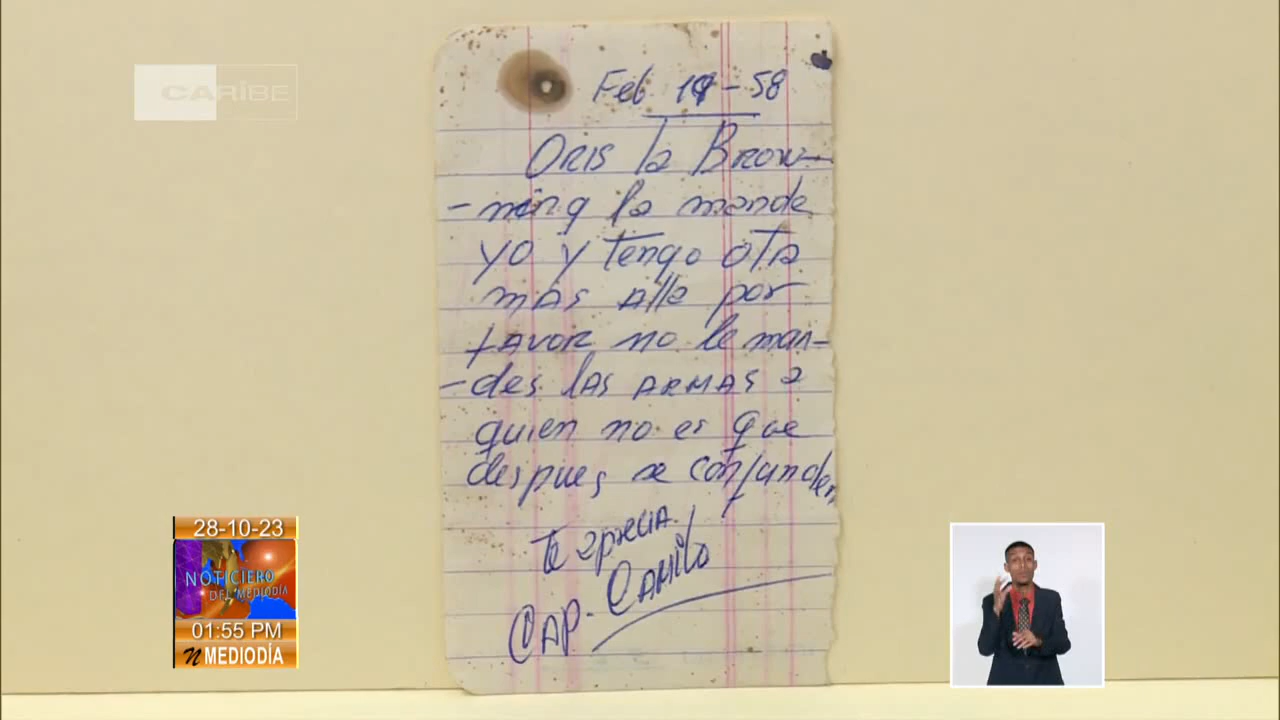 CARIBE
Feb 19 - 58
ORIS la BROW-
-ning la mande
yo y tengo ota
mas alla por
favor no le man-
-des las ARMAS a
quien no es que
despues se confunden
te aprecia
CAP. CAMILO
28-10-23
NOTICIERO
DEL MEDIODÍA
01:55 PM
N MEDIODÍA